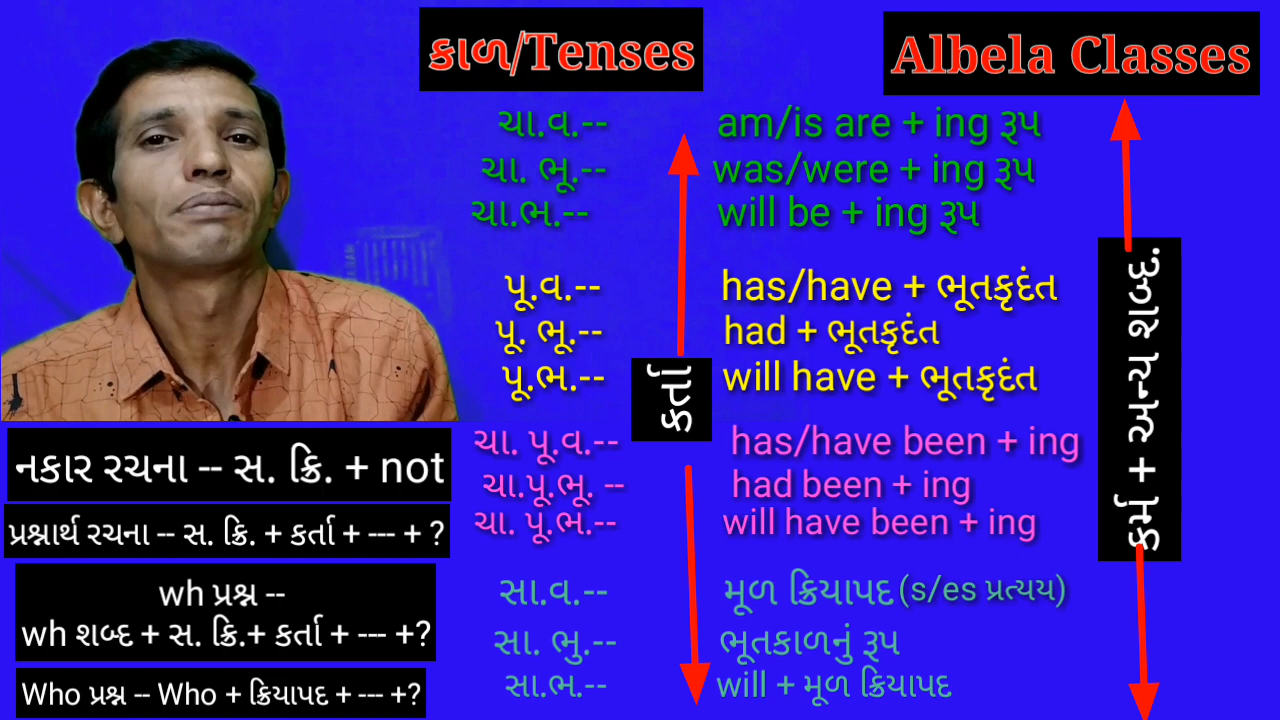 કાળ/Tenses
Albela Classes
ચા.વ.-- am/is are + ing રૂપ
ચા. ભૂ.-- was/were + ing રૂપ
ચા.ભ.-- will be + ing રૂપ
પૂ.વ.-- has/have + ભૂતકૃદંત
પૂ. ભૂ.-- had + ભૂતકૃદંત
પૂ.ભ.-- will have + ભૂતકૃદંત
ચા. પૂ.વ.-- has/have been + ing
ચા.પૂ.ભૂ. -- had been + ing
ચા. પૂ.ભ.-- will have been + ing
સા.વ.-- મૂળ ક્રિયાપદ (s/es પ્રત્યય)
સા. ભુ.-- ભૂતકાળનું રૂપ
સા.ભ.-- will + મૂળ ક્રિયાપદ
કર્તા
કર્મ + અન્ય શબ્દ.
નકાર રચના -- સ. ક્રિ. + not
પ્રશ્નાર્થ રચના -- સ. ક્રિ. + કર્તા + --- + ?
wh પ્રશ્ન --
wh શબ્દ + સ. ક્રિ.+ કર્તા + --- +?
Who પ્રશ્ન -- Who + ક્રિયાપદ + --- +?